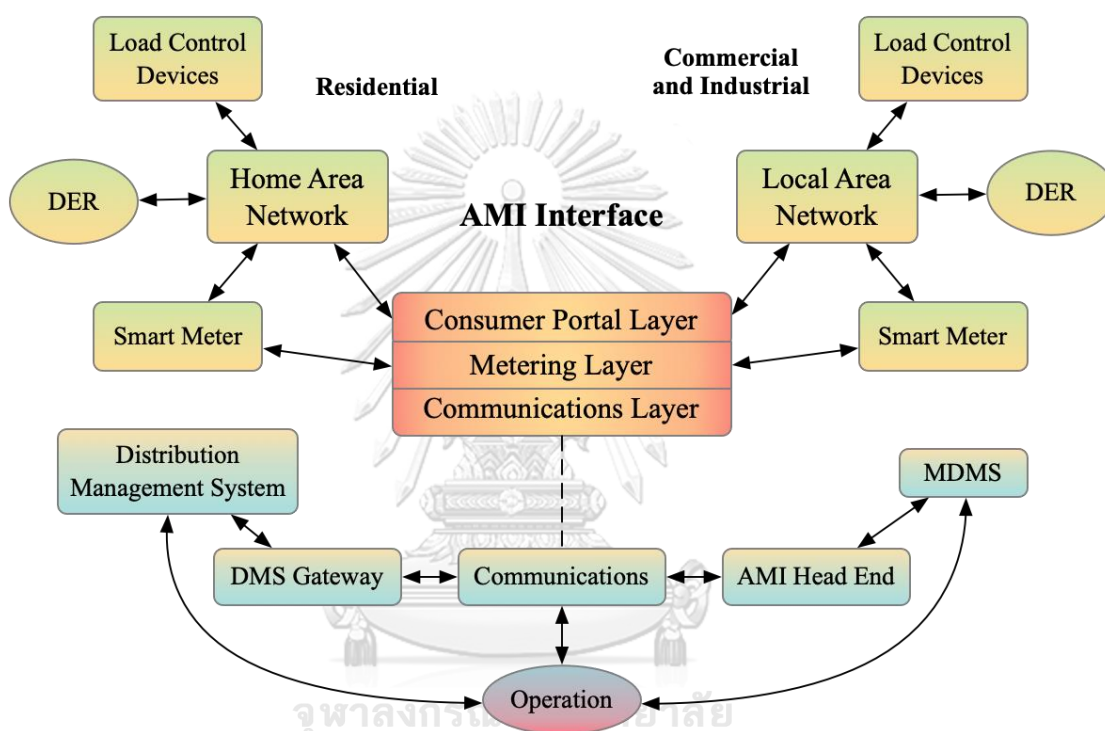 Load Control
Devices
Residential
Commercial
and Industrial
Load Control
Devices
DER
Home Area
Network
AMI Interface
Local Area
Network
DER
Smart Meter
Consumer Portal Layer
Metering Layer
Communications Layer
Smart Meter
Distribution
Management System
MDMS
DMS Gateway
Communications
AMI Head End
Operation